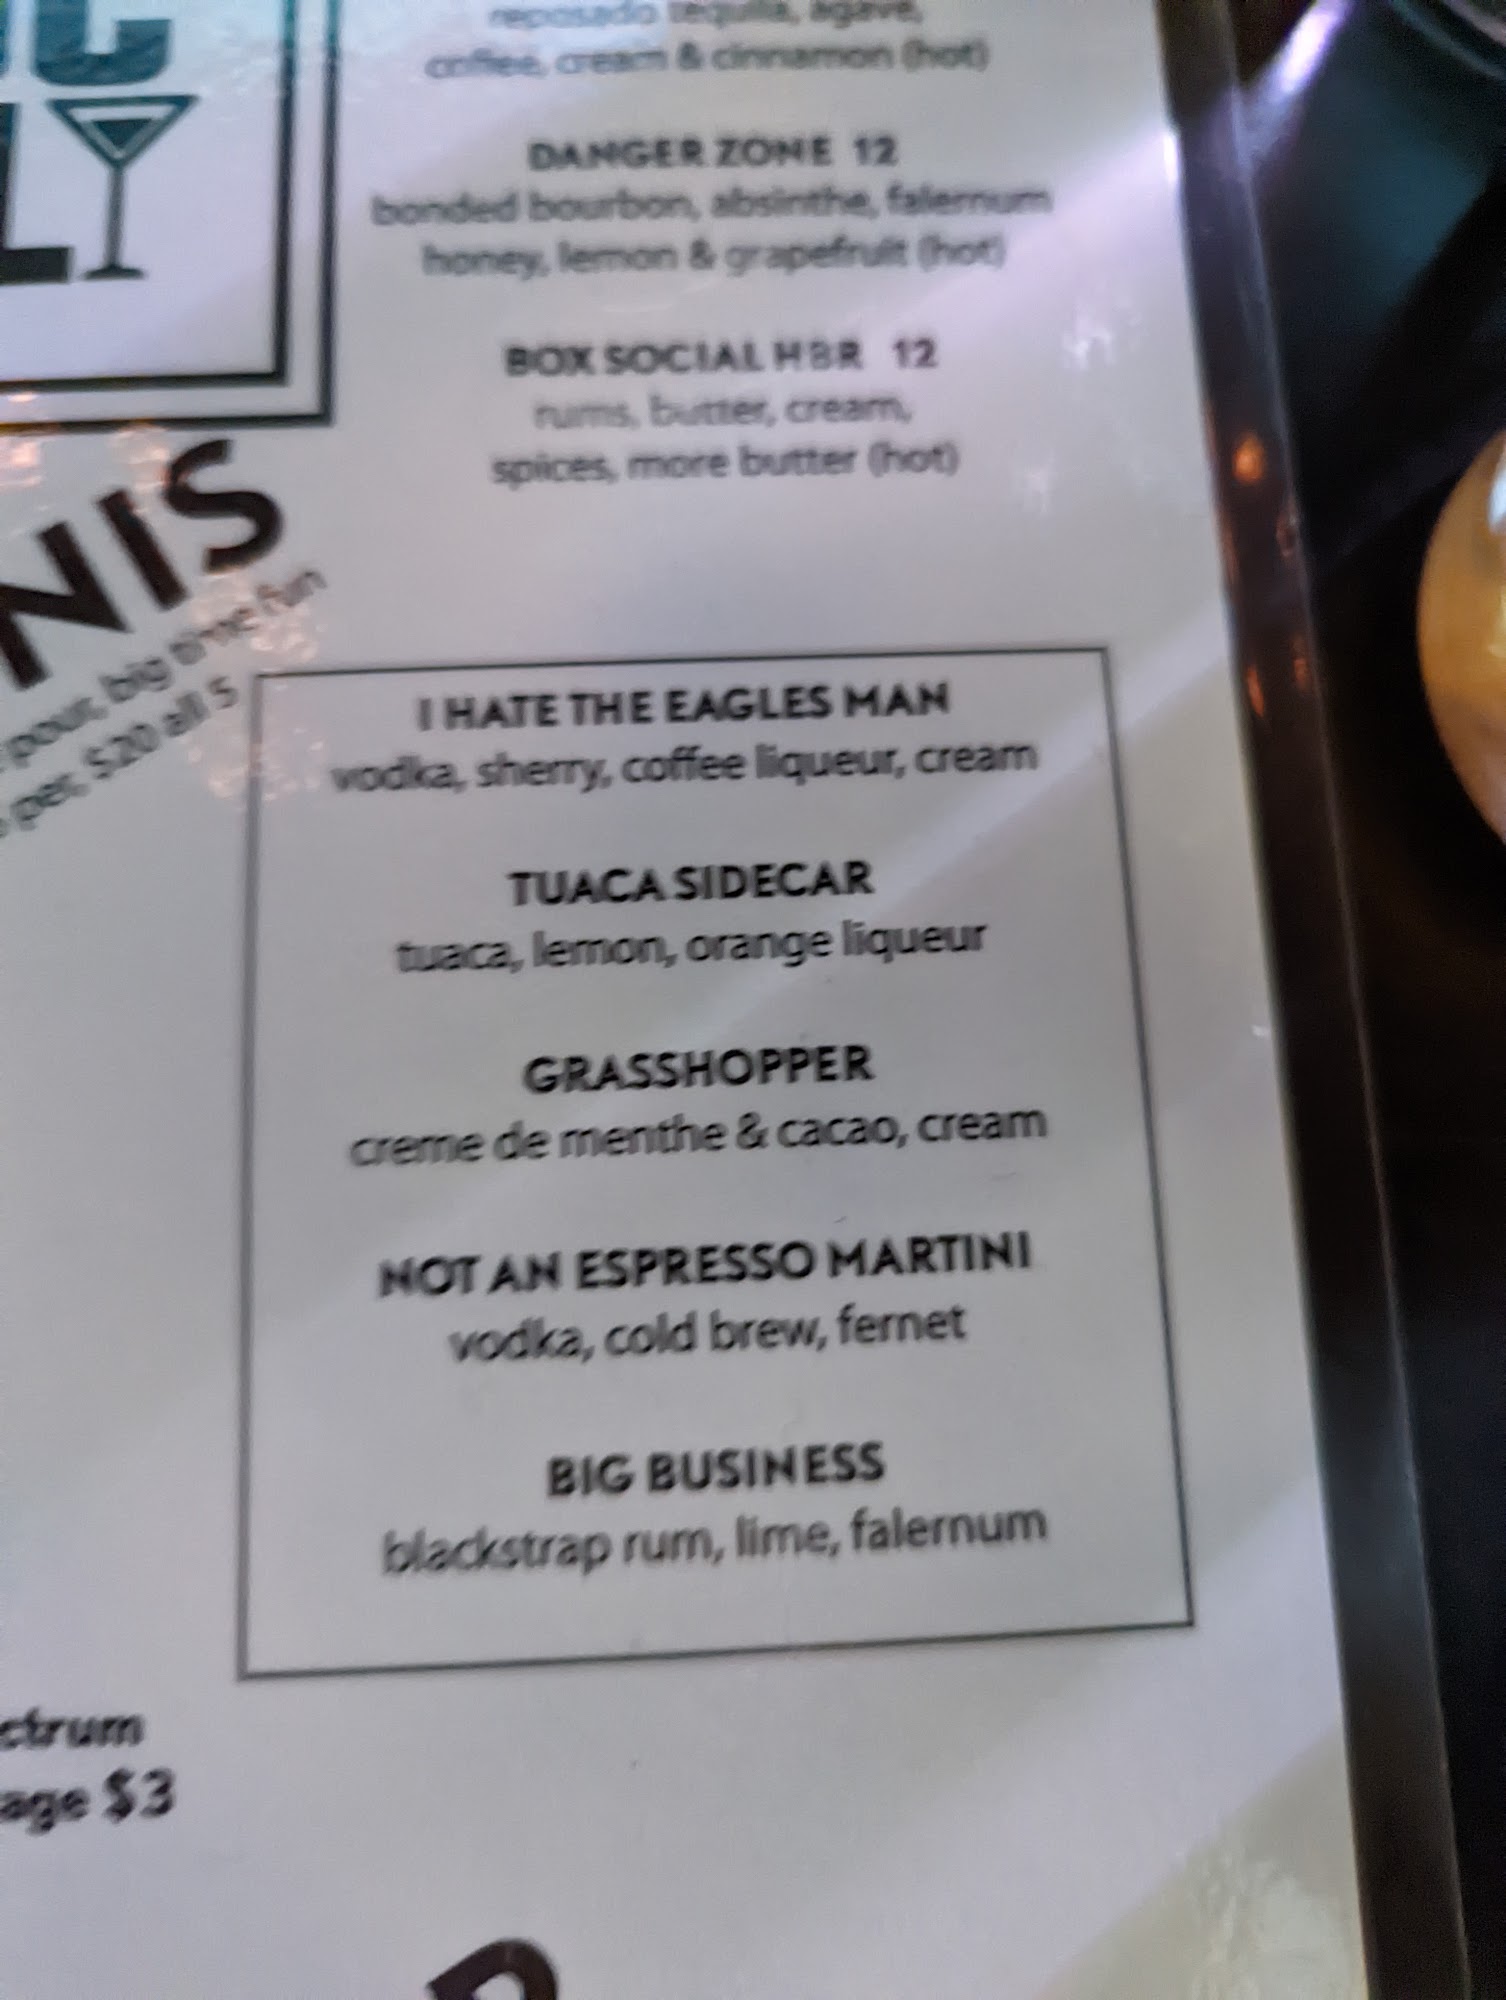 reposado tequila, agave,
coffee, cream & cinnamon (hot)
DANGER ZONE 12
bonded bourbon, absinthe, falernum
honey, lemon & grapefruit (hot)
BOX SOCIAL HBR 12
rums, butter, cream,
spices, more butter (hot)
NIS
pour, big time fun
per, $20 all 5
I HATE THE EAGLES MAN
vodka, sherry, coffee liqueur, cream
TUACA SIDECAR
tuaca, lemon, orange liqueur
GRASSHOPPER
creme de menthe & cacao, cream
NOT AN ESPRESSO MARTINI
vodka, cold brew, fernet
BIG BUSINESS
blackstrap rum, lime, falernum
ctrum
age $3